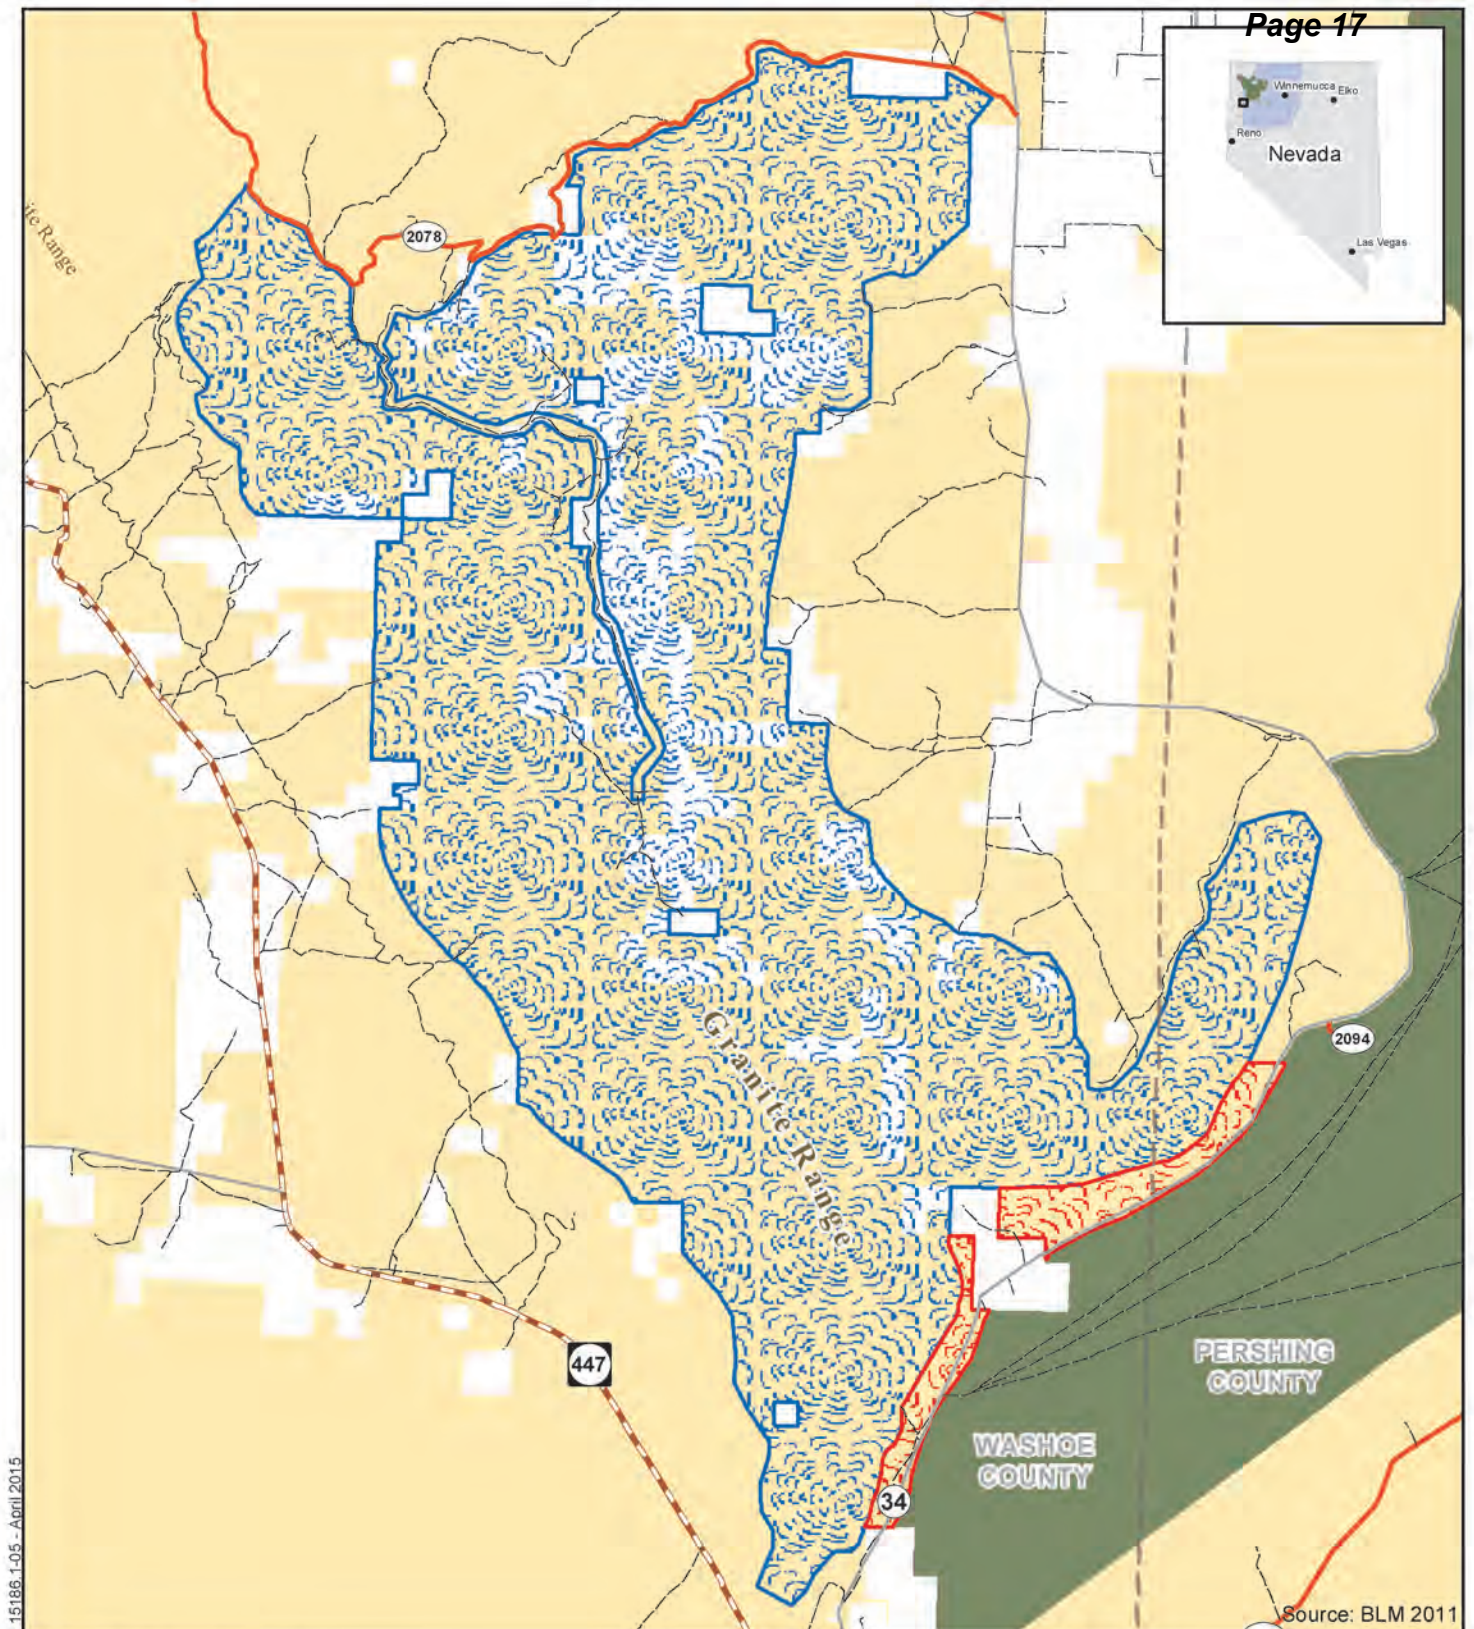 Page 17
Winnemucca
Elko
Reno
Nevada
Las Vegas
ite Range
2078
2094
Granite Range
447
34
PERSHING
COUNTY
WASHOE
COUNTY
15186.1-05 - April 2015
Source: BLM 2011